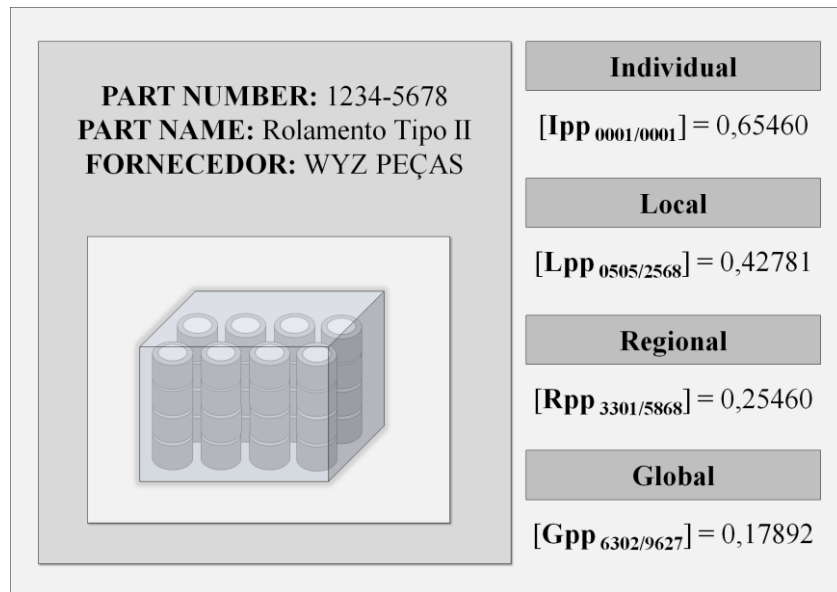 PART NUMBER: 1234-5678
PART NAME: Rolamento Tipo II
FORNECEDOR: WYZ PEÇAS
Individual
[Ipp 0001/0001] = 0,65460
Local
[Lpp 0505/2568] = 0,42781
Regional
[Rpp 3301/5868] = 0,25460
Global
[Gpp 6302/9627] = 0,17892